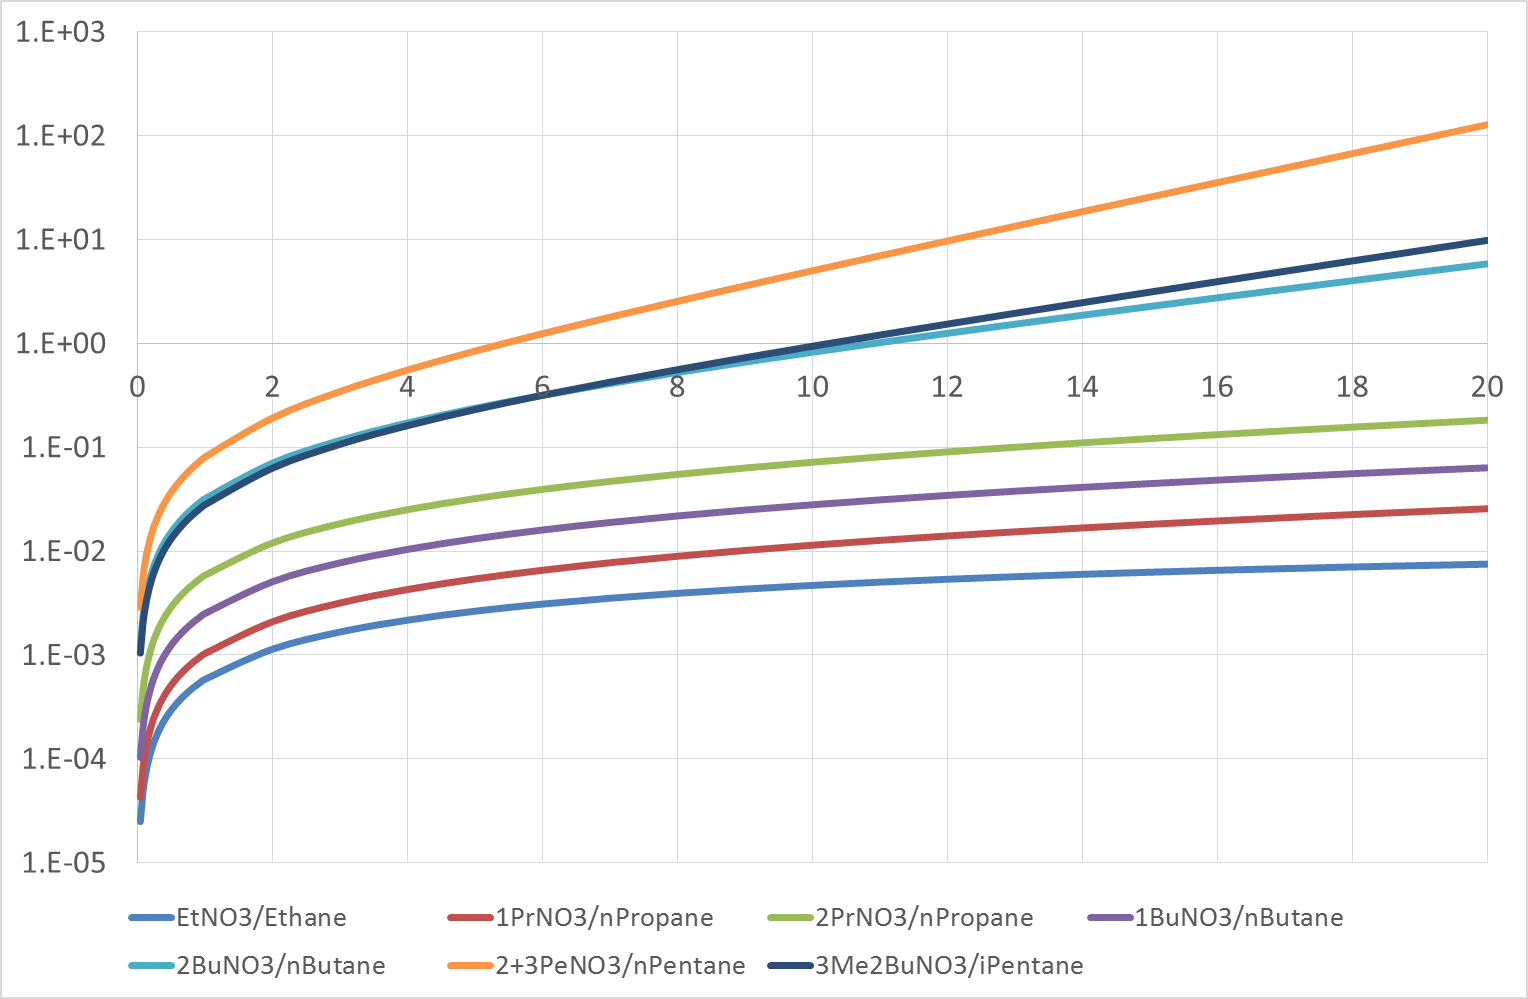 1.E+03
1.E+02
1.E+01
1.E+00
0 2 4 6 8 10 12 14 16 18 20
1.E-01
1.E-02
1.E-03
1.E-04
1.E-05
EtNO3/Ethane 1PrNO3/nPropane 2PrNO3/nPropane 1BuNO3/nButane
2BuNO3/nButane 2+3PeNO3/nPentane 3Me2BuNO3/iPentane